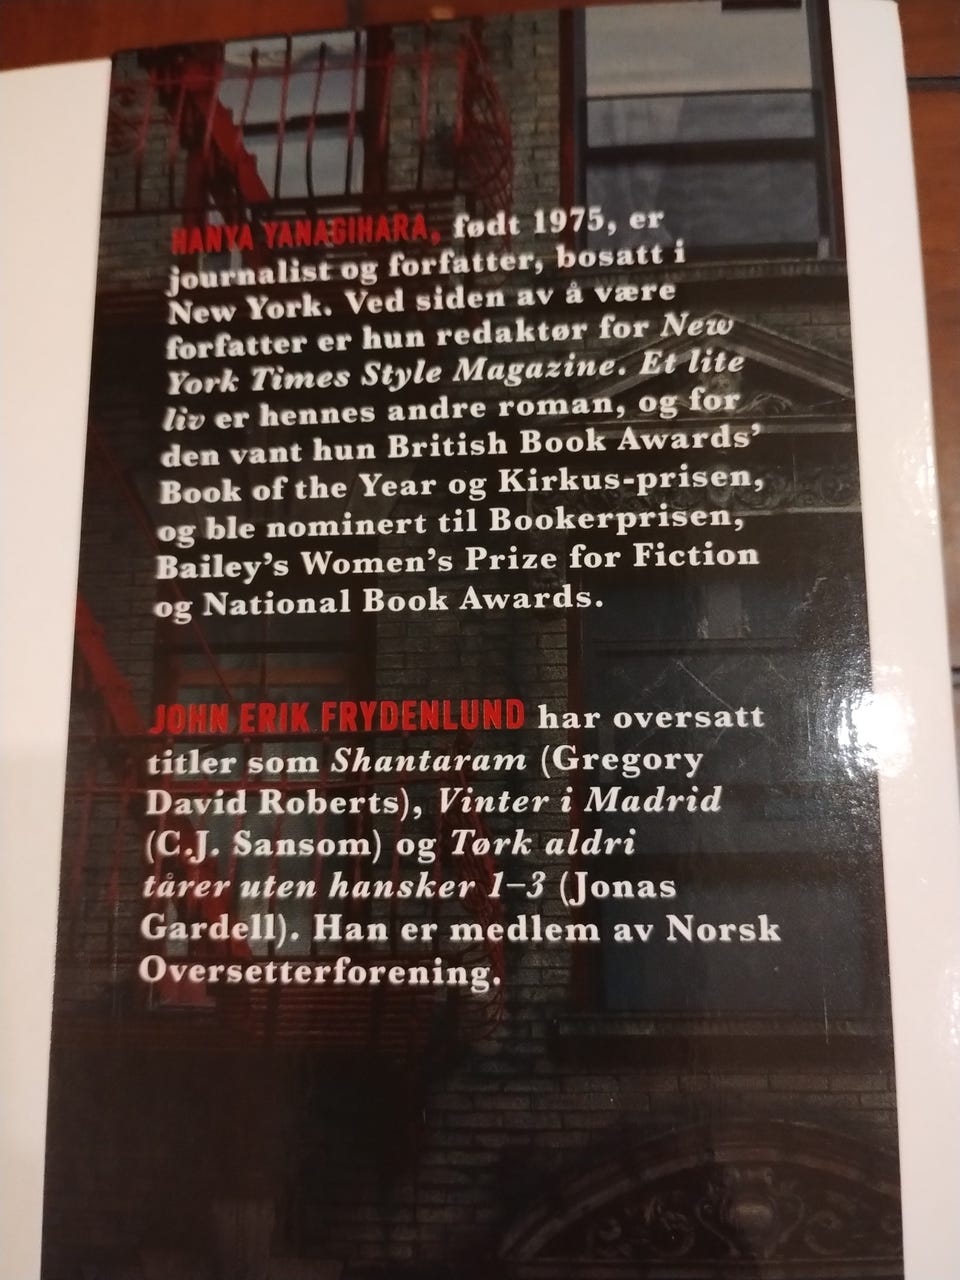 HANYA YANAGIHARA, født 1975, er
journalist og forfatter, bosatt i
New York. Ved siden av å være
forfatter er hun redaktør for New
York Times Style Magazine. Et lite
liv er hennes andre roman, og for
den vant hun British Book Awards’
Book of the Year og Kirkus-prisen,
og ble nominert til Bookerprisen,
Bailey’s Women’s Prize for Fiction
og National Book Awards.
JOHN ERIK FRYDENLUND har oversatt
titler som Shantaram (Gregory
David Roberts), Vinter i Madrid
(C.J. Sansom) og Tørk aldri
tårer uten hansker 1–3 (Jonas
Gardell). Han er medlem av Norsk
Oversetterforening.